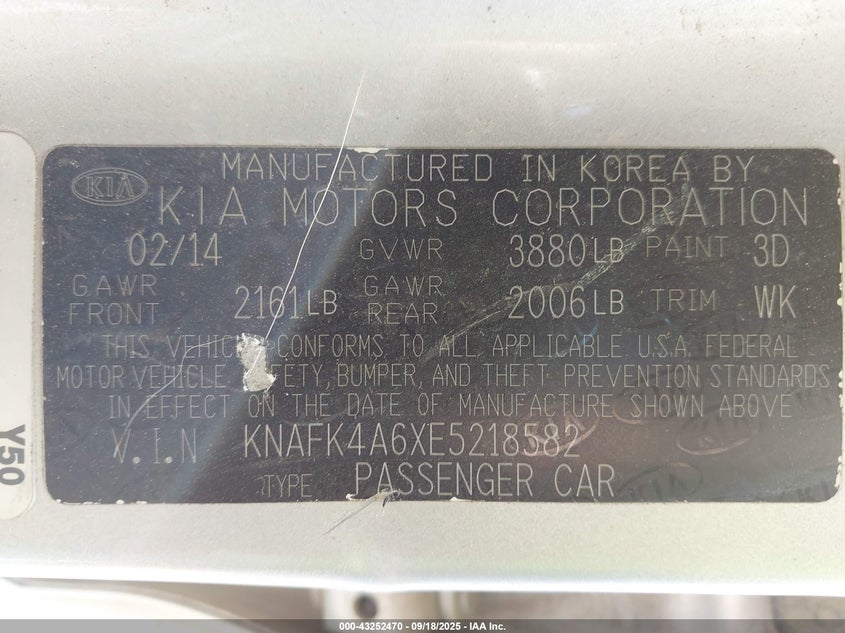 KIA
MANUFACTURED IN KOREA BY
KIA MOTORS CORPORATION
02/14 GVWR 3880LB PAINT 3D
GAWR FRONT 2161LB GAWR REAR 2006LB TRIM WK
THIS VEHIC CONFORMS TO ALL APPLICABLE U.S.A. FEDERAL
MOTOR VEHICLE FETY, BUMPER, AND THEFT PREVENTION STANDARDS
IN EFFECT ON THE DATE OF MANUFACTURE SHOWN ABOVE
V.I.N KNAFK4A6XE5218582
TYPE PASSENGER CAR
Y50
000-43252470 - 09/18/2025 - IAA Inc.